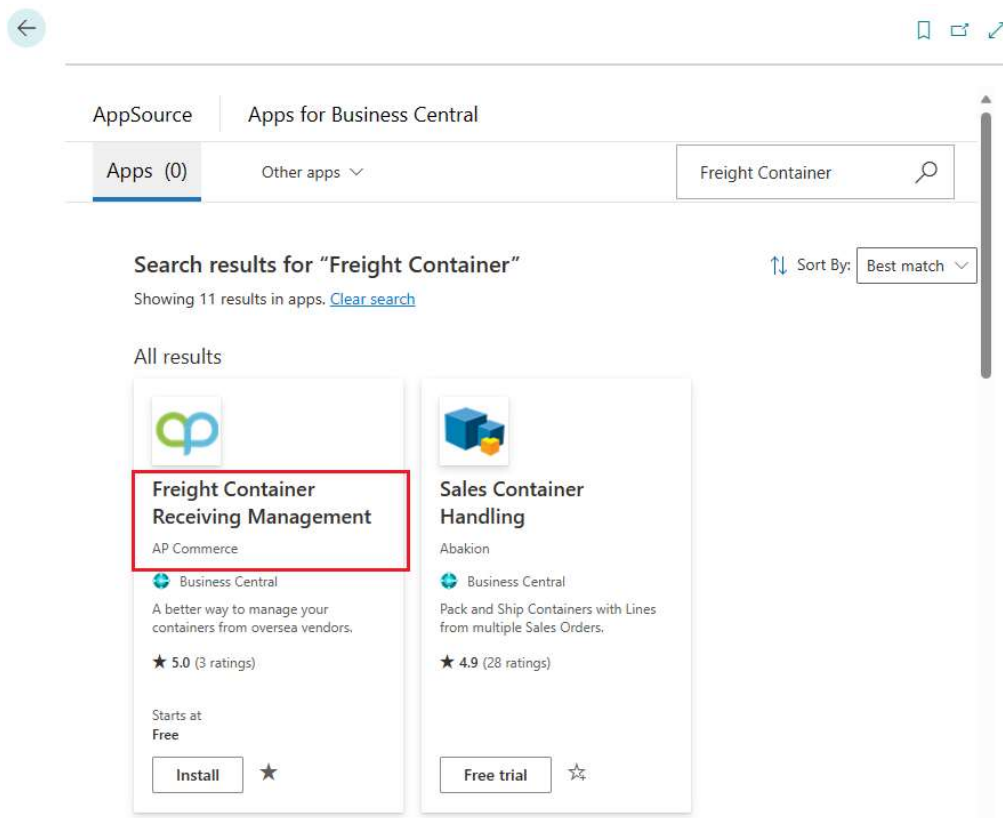 AppSource Apps for Business Central
Apps (0) Other apps Freight Container
Search results for “Freight Container” Sort By: Best match
Showing 11 results in apps. Clear search
All results
Freight Container
Receiving Management
AP Commerce
Business Central
A better way to manage your
containers from oversea vendors.
★ 5.0 (3 ratings)
Starts at
Free
Install
Sales Container
Handling
Abakion
Business Central
Pack and Ship Containers with Lines
from multiple Sales Orders.
★ 4.9 (28 ratings)
Free trial